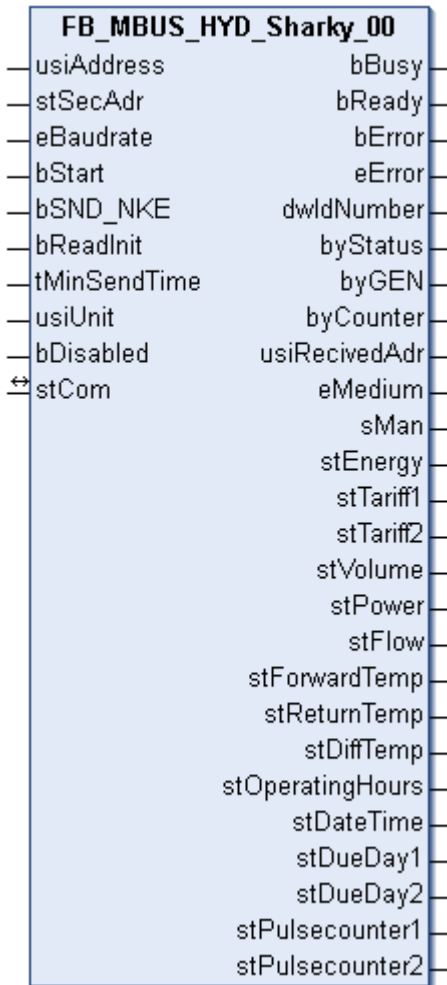 FB_MBUS_HYD_Sharky_00
usiAddress bBusy
stSecAdr bReady
eBaudrate bError
bStart eError
bSND_NKE dwIdNumber
bReadInit byStatus
tMinSendTime byGEN
usiUnit byCounter
bDisabled usiRecivedAdr
stCom eMedium
sMan
stEnergy
stTariff1
stTariff2
stVolume
stPower
stFlow
stForwardTemp
stReturnTemp
stDiffTemp
stOperatingHours
stDateTime
stDueDay1
stDueDay2
stPulsecounter1
stPulsecounter2